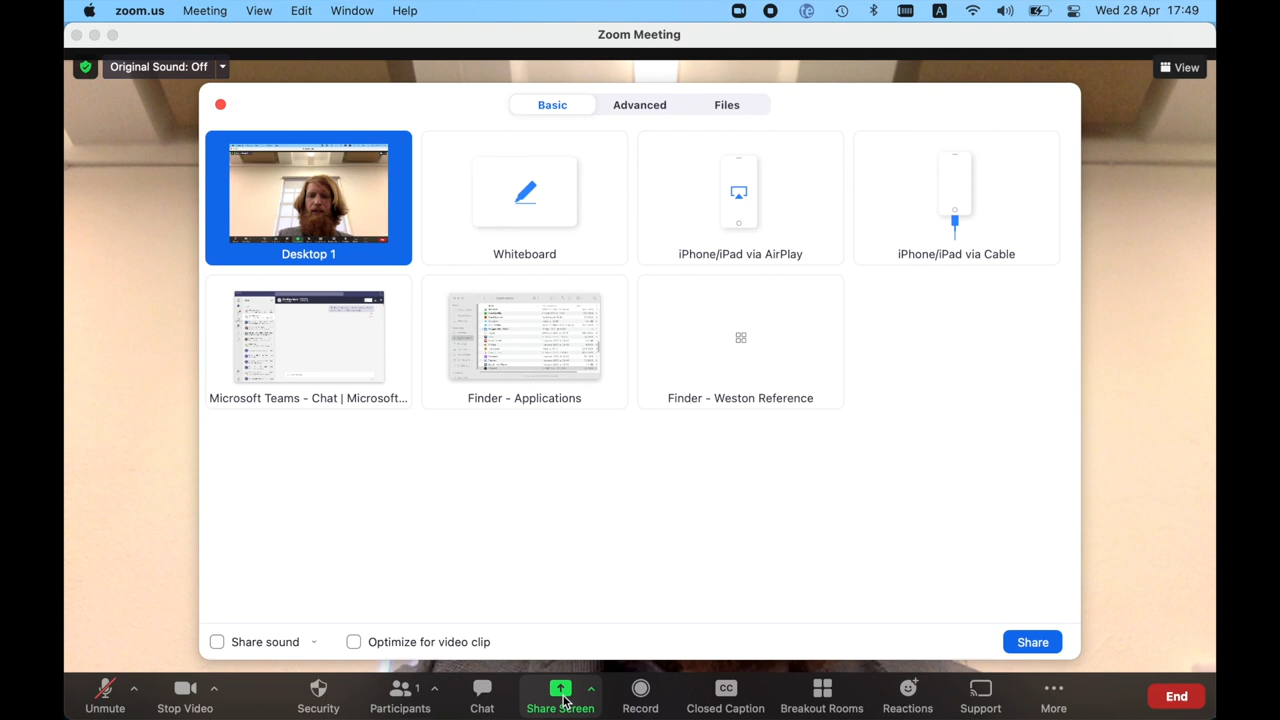 zoom.us Meeting View Edit Window Help A Wed 28 Apr 17:49
Zoom Meeting
Original Sound: Off View
Basic Advanced Files
Desktop 1 Whiteboard iPhone/iPad via AirPlay iPhone/iPad via Cable
Microsoft Teams - Chat | Microsoft... Finder - Applications Finder - Weston Reference
Share sound Optimize for video clip Share
1 CC
Unmute Stop Video Security Participants Chat Share Screen Record Closed Caption Breakout Rooms Reactions Support More End